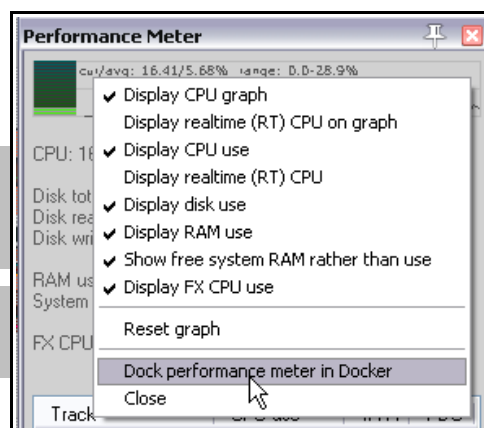 Performance Meter
cur/avg: 16.41/5.68% range: 0.0-28.9%
Display CPU graph
Display realtime (RT) CPU on graph
CPU: 16
Display CPU use
Display realtime (RT) CPU
Disk tot
Display disk use
Disk rea
Display RAM use
Disk wri
Show free system RAM rather than use
RAM us
Display FX CPU use
System
Reset graph
FX CPU
Dock performance meter in Docker
Close
Track